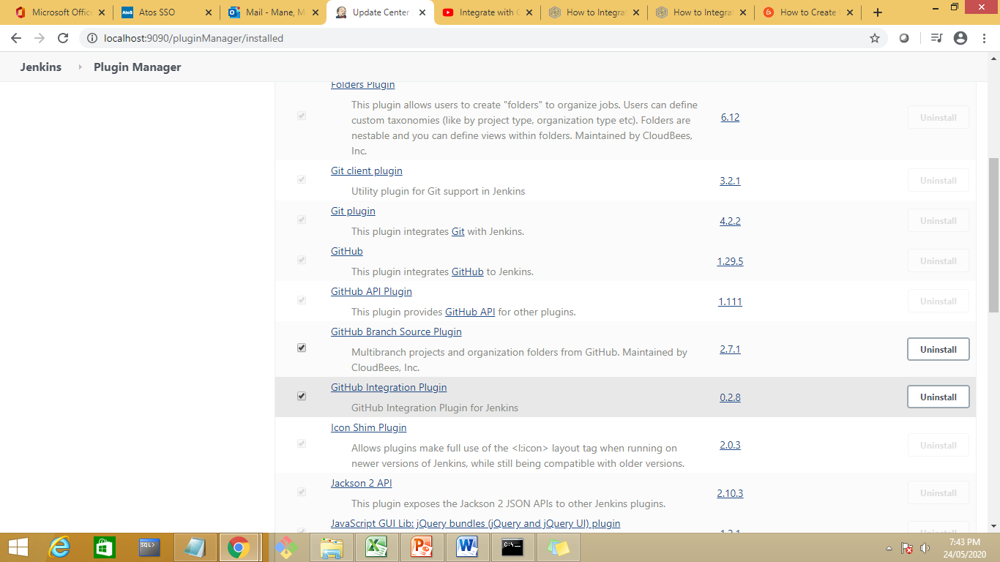 Microsoft Offic
Atos
Atos SSO
Mail - Mane, M
Update Center
Integrate with
How to Integra
How to Integra
How to Create
localhost:9090/pluginManager/installed
Jenkins
Plugin Manager
Folders Plugin
This plugin allows users to create "folders" to organize jobs. Users can define
custom taxonomies (like by project type, organization type etc). Folders are
nestable and you can define views within folders. Maintained by CloudBees,
Inc.
6.12
Uninstall
Git client plugin
Utility plugin for Git support in Jenkins
3.2.1
Uninstall
Git plugin
This plugin integrates Git with Jenkins.
4.2.2
Uninstall
GitHub
This plugin integrates GitHub to Jenkins.
1.29.5
Uninstall
GitHub API Plugin
This plugin provides GitHub API for other plugins.
1.111
Uninstall
GitHub Branch Source Plugin
Multibranch projects and organization folders from GitHub. Maintained by
CloudBees, Inc.
2.7.1
Uninstall
GitHub Integration Plugin
GitHub Integration Plugin for Jenkins
0.2.8
Uninstall
Icon Shim Plugin
Allows plugins make full use of the <l:icon> layout tag when running on
newer versions of Jenkins, while still being compatible with older versions.
2.0.3
Uninstall
Jackson 2 API
This plugin exposes the Jackson 2 JSON APIs to other Jenkins plugins.
2.10.3
Uninstall
JavaScript GUI Lib: jQuery bundles (jQuery and jQuery UI) plugin
SQL>
C:\
7:43 PM
24/05/2020